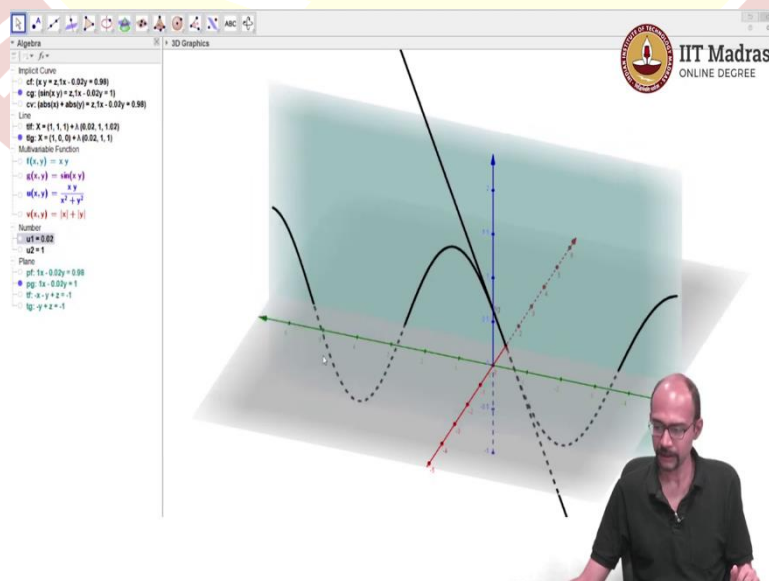 ABC
Algebra
3D Graphics
IIT Madras
ONLINE DEGREE
Implicit Curve
cf: (x y = z,1x - 0.02y = 0.98)
cg: (sin(x y) = z,1x - 0.02y = 1)
cv: (abs(x) + abs(y) = z,1x - 0.02y = 0.98)
Line
tlf: X = (1, 1, 1) + λ (0.02, 1, 1.02)
tlg: X = (1, 0, 0) + λ (0.02, 1, 1)
Multivariable Function
f(x, y) = x y
g(x, y) = sin(x y)
u(x, y) = x y / x² + y²
v(x, y) = |x| + |y|
Number
u1 = 0.02
u2 = 1
Plane
pf: 1x - 0.02y = 0.98
pg: 1x - 0.02y = 1
tf: -x - y + z = -1
tg: -y + z = -1